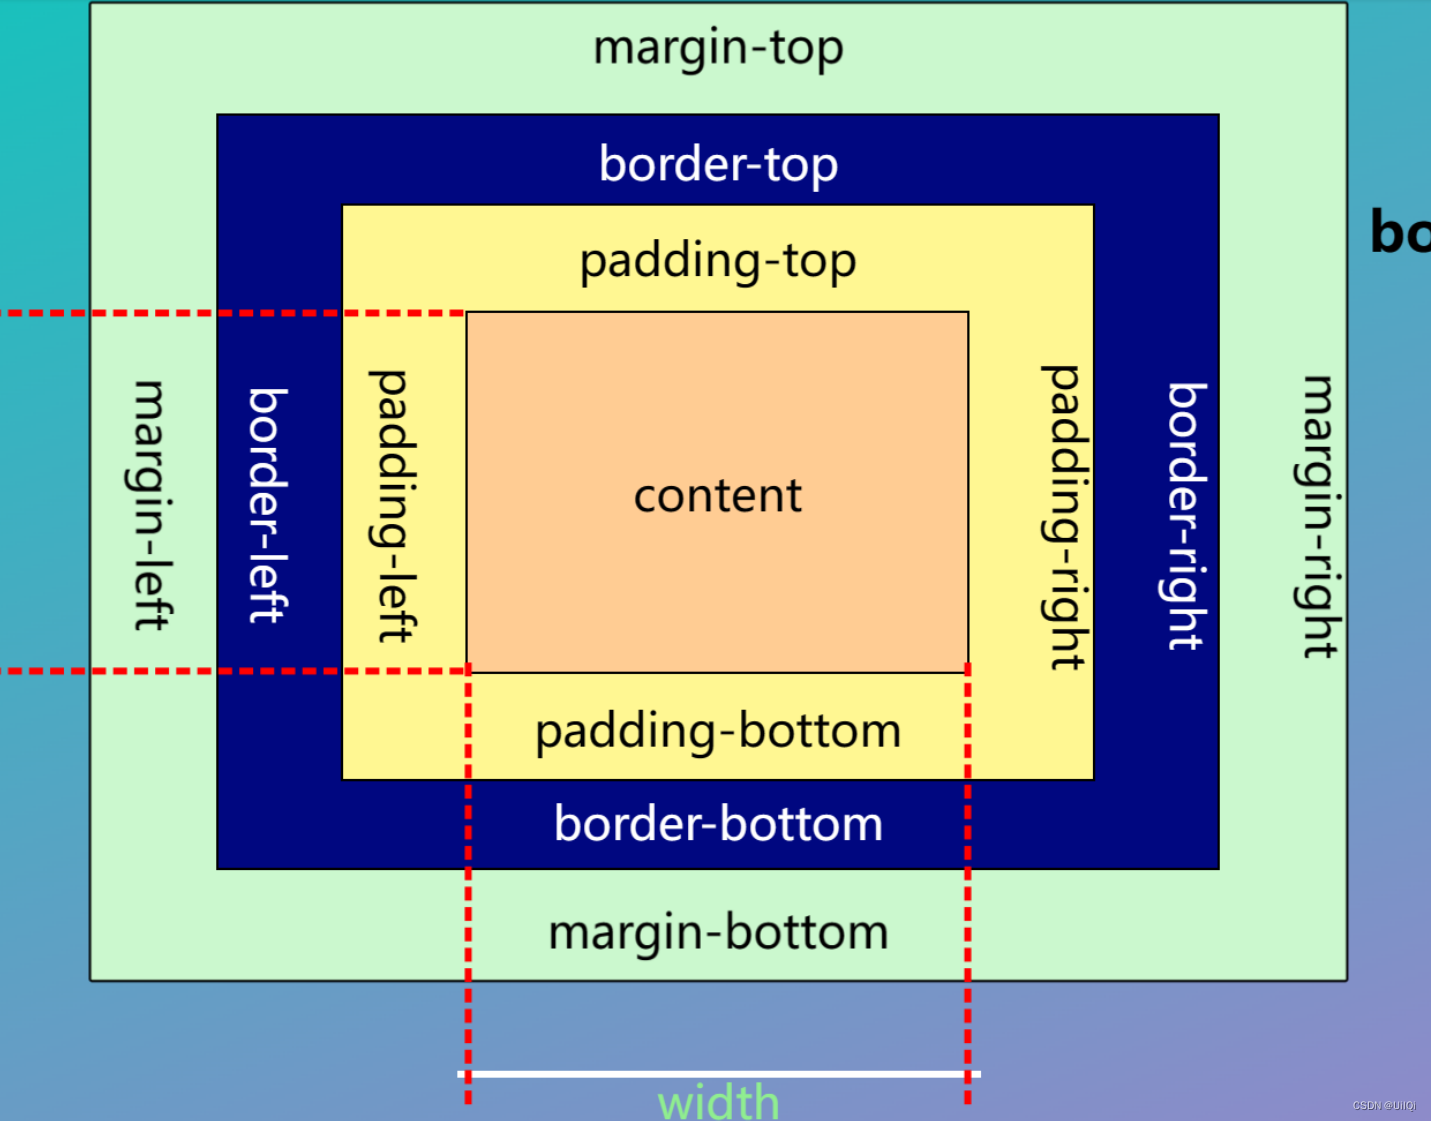 margin-top
border-top
bo
padding-top
margin-left
border-left
padding-left
content
padding-right
border-right
margin-right
padding-bottom
border-bottom
margin-bottom
width
CSDN @UIIQI